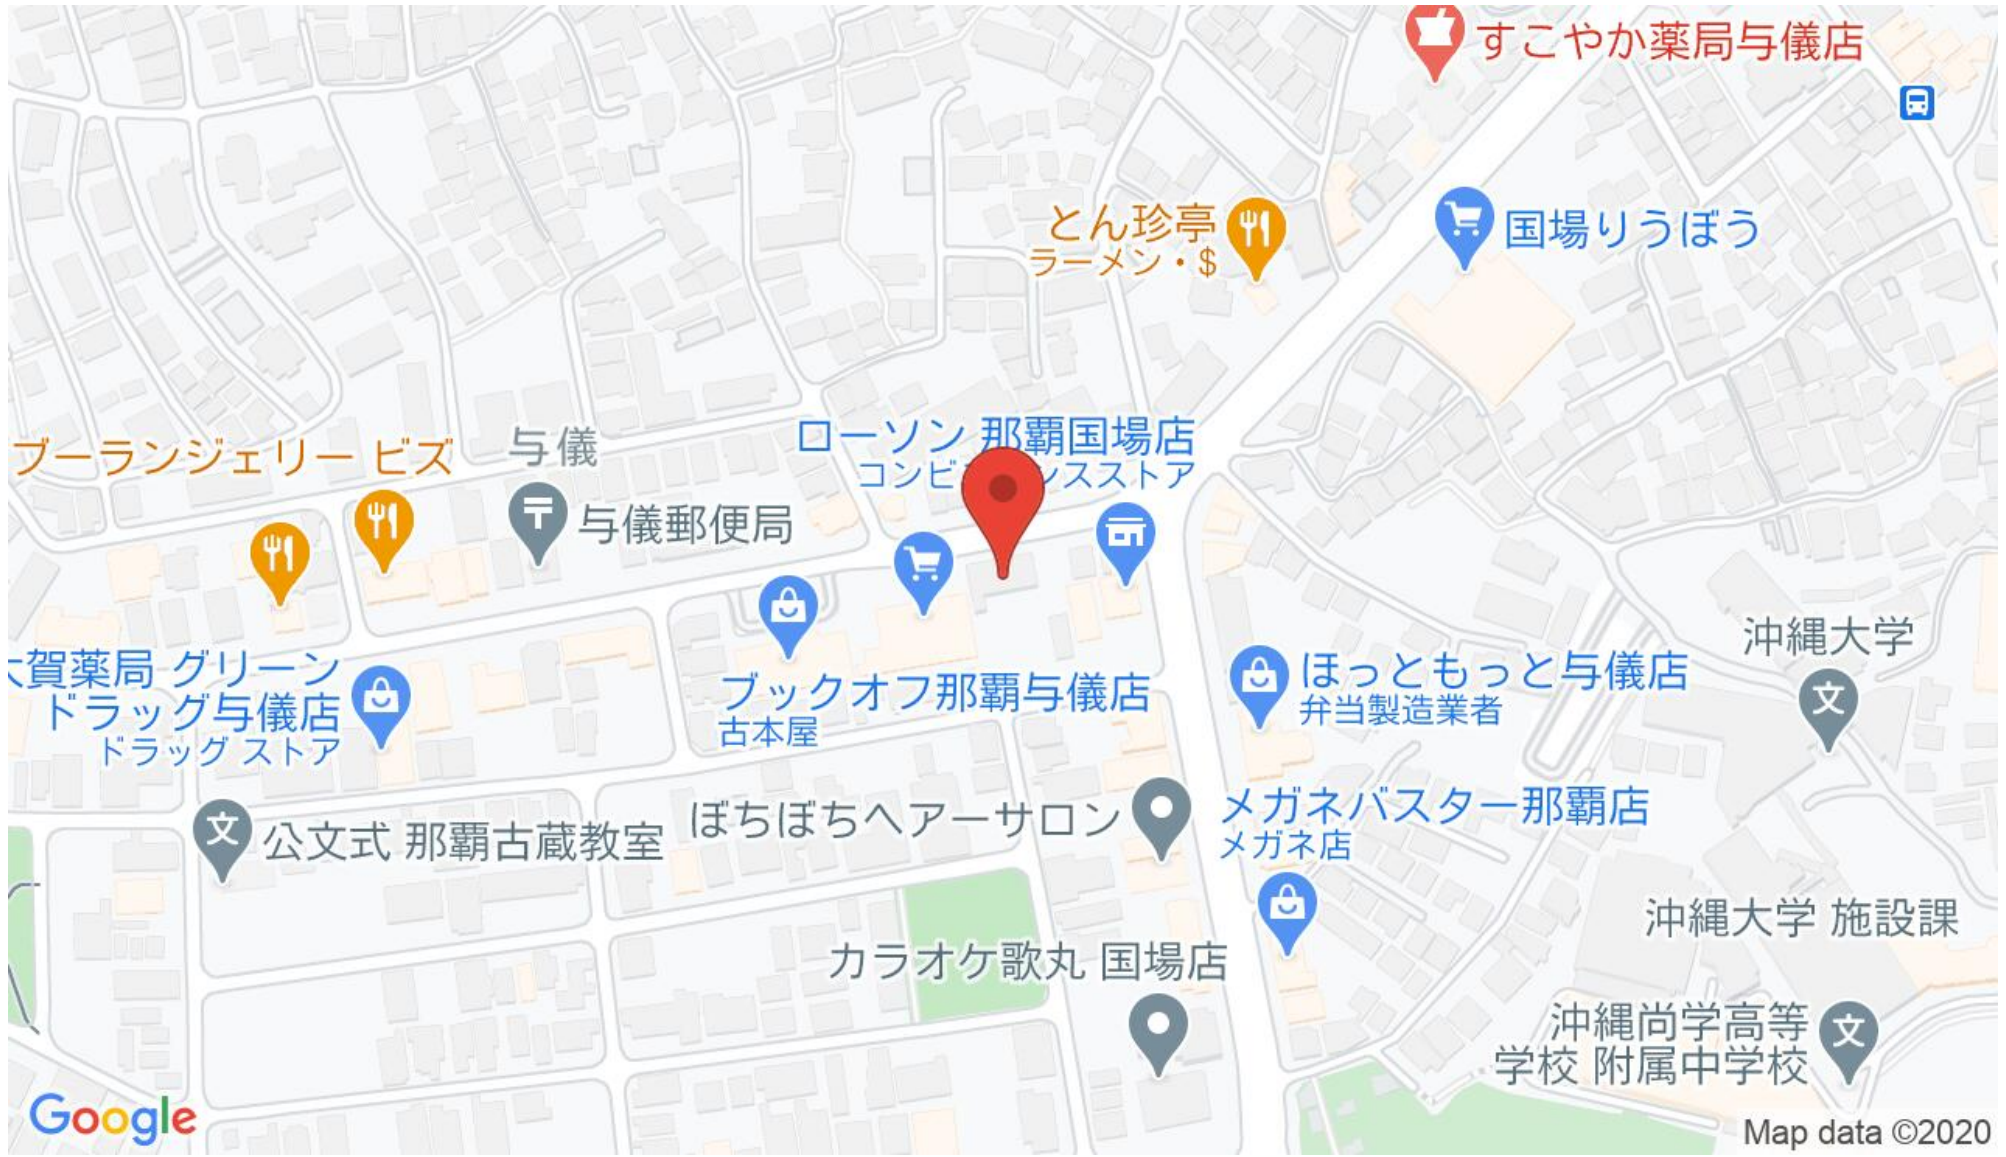 すこやか薬局与儀店
とん珍亭
ラーメン・$
国場りうぼう
ローソン 那覇国場店
ブーランジェリー ビズ
与儀
与儀郵便局
賀薬局 グリーン
ドラッグ与儀店
ドラッグ ストア
ブックオフ那覇与儀店
古本屋
ほっともっと与儀店
弁当製造業者
沖縄大学
文
文
公文式 那覇古蔵教室
ぼちぼちヘアーサロン
メガネバスター那覇店
メガネ店
カラオケ歌丸 国場店
沖縄大学 施設課
沖縄尚学高等
学校 附属中学校
文
Google
Map data ©2020